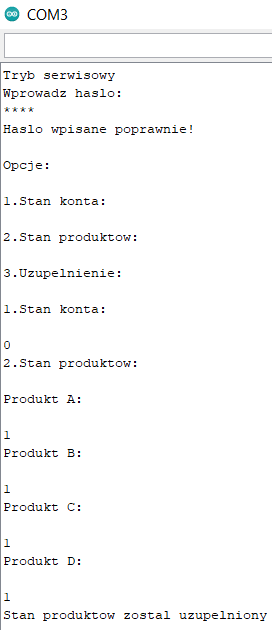 COM3
Tryb serwisowy
Wprowadz haslo:
****
Haslo wpisane poprawnie!
Opcje:
1.Stan konta:
2.Stan produktow:
3.Uzupelnienie:
1.Stan konta:
0
2.Stan produktow:
Produkt A:
1
Produkt B:
1
Produkt C:
1
Produkt D:
1
Stan produktow zostal uzupelniony